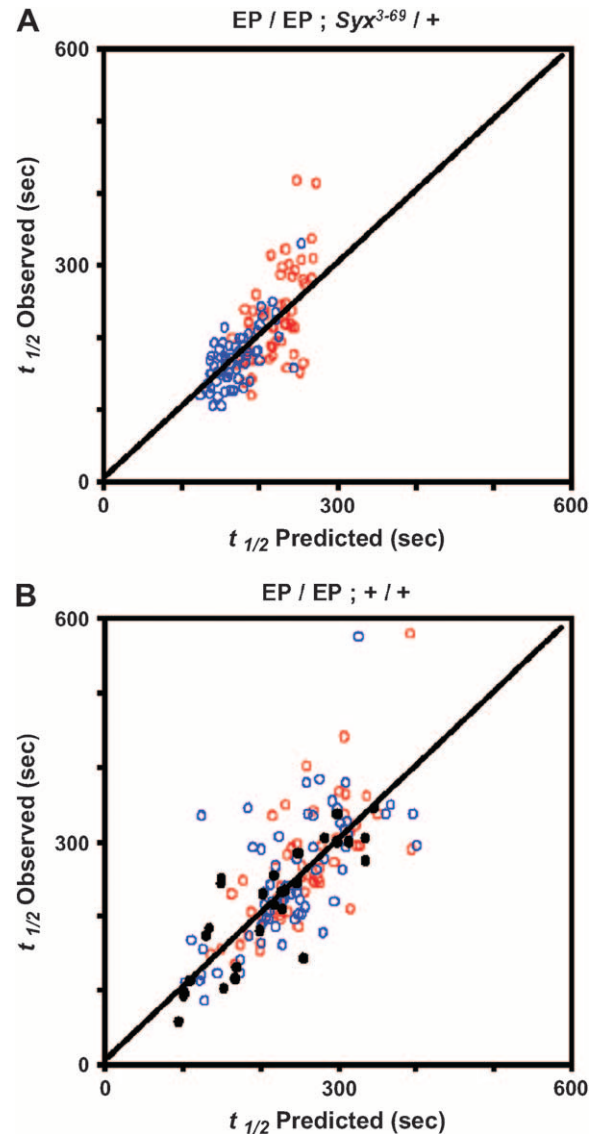 A
EP / EP ; Syx3-69 / +
600
300
0
0 300 600
t 1/2 Observed (sec)
t 1/2 Predicted (sec)
B
EP / EP ; + / +
600
300
0
0 300 600
t 1/2 Observed (sec)
t 1/2 Predicted (sec)